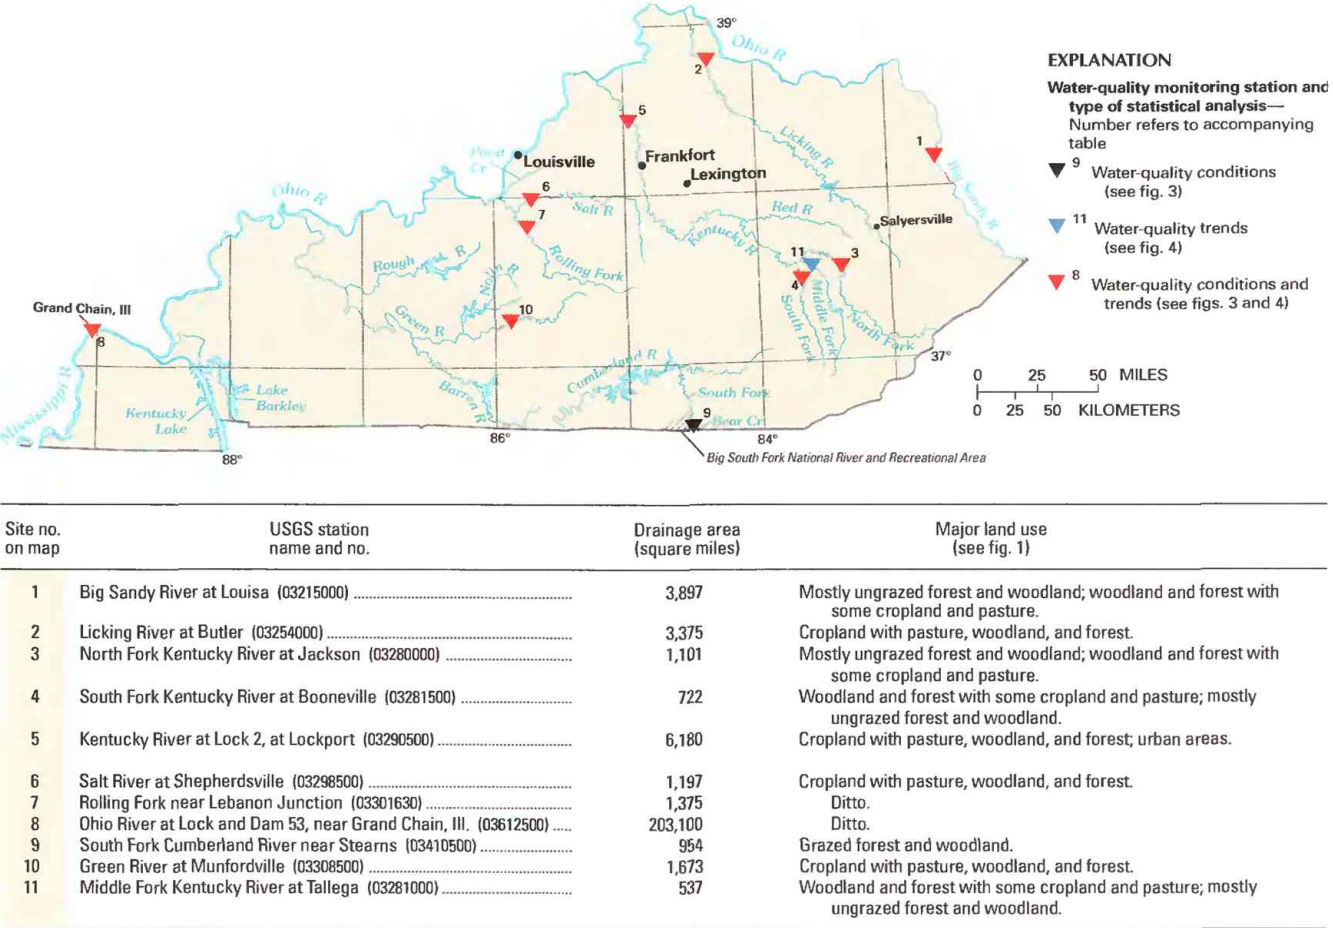 39°
Ohio R
2
EXPLANATION
Water-quality monitoring station and
type of statistical analysis—
Number refers to accompanying
table
9 Water-quality conditions
(see fig. 3)
11 Water-quality trends
(see fig. 4)
8 Water-quality conditions and
trends (see figs. 3 and 4)
5
Licking R
1
Big Sandy R
Pond
Cr
Louisville
Frankfort
Lexington
Ohio R
6
Salt R
7
Red R
Salyersville
Kentucky R
Rough R
Nolin R
Rolling Fork
11
3
4
Middle Fork
South Fork
North Fork
Grand Chain, Ill
8
10
Green R
37°
Mississippi R
Lake
Barkley
Kentucky
Lake
Barren R
Cumberland R
South Fork
9
Bear Cr
0 25 50 MILES
0 25 50 KILOMETERS
88°
86°
84°
Big South Fork National River and Recreational Area
Site no. USGS station Drainage area Major land use
on map name and no. (square miles) (see fig. 1)
1 Big Sandy River at Louisa (03215000) 3,897 Mostly ungrazed forest and woodland; woodland and forest with
some cropland and pasture.
2 Licking River at Butler (03254000) 3,375 Cropland with pasture, woodland, and forest.
3 North Fork Kentucky River at Jackson (03280000) 1,101 Mostly ungrazed forest and woodland; woodland and forest with
some cropland and pasture.
4 South Fork Kentucky River at Booneville (03281500) 722 Woodland and forest with some cropland and pasture; mostly
ungrazed forest and woodland.
5 Kentucky River at Lock 2, at Lockport (03290500) 6,180 Cropland with pasture, woodland, and forest; urban areas.
6 Salt River at Shepherdsville (03298500) 1,197 Cropland with pasture, woodland, and forest.
7 Rolling Fork near Lebanon Junction (03301630) 1,375 Ditto.
8 Ohio River at Lock and Dam 53, near Grand Chain, Ill. (03612500) 203,100 Ditto.
9 South Fork Cumberland River near Stearns (03410500) 954 Grazed forest and woodland.
10 Green River at Munfordville (03308500) 1,673 Cropland with pasture, woodland, and forest.
11 Middle Fork Kentucky River at Tallega (03281000) 537 Woodland and forest with some cropland and pasture; mostly
ungrazed forest and woodland.